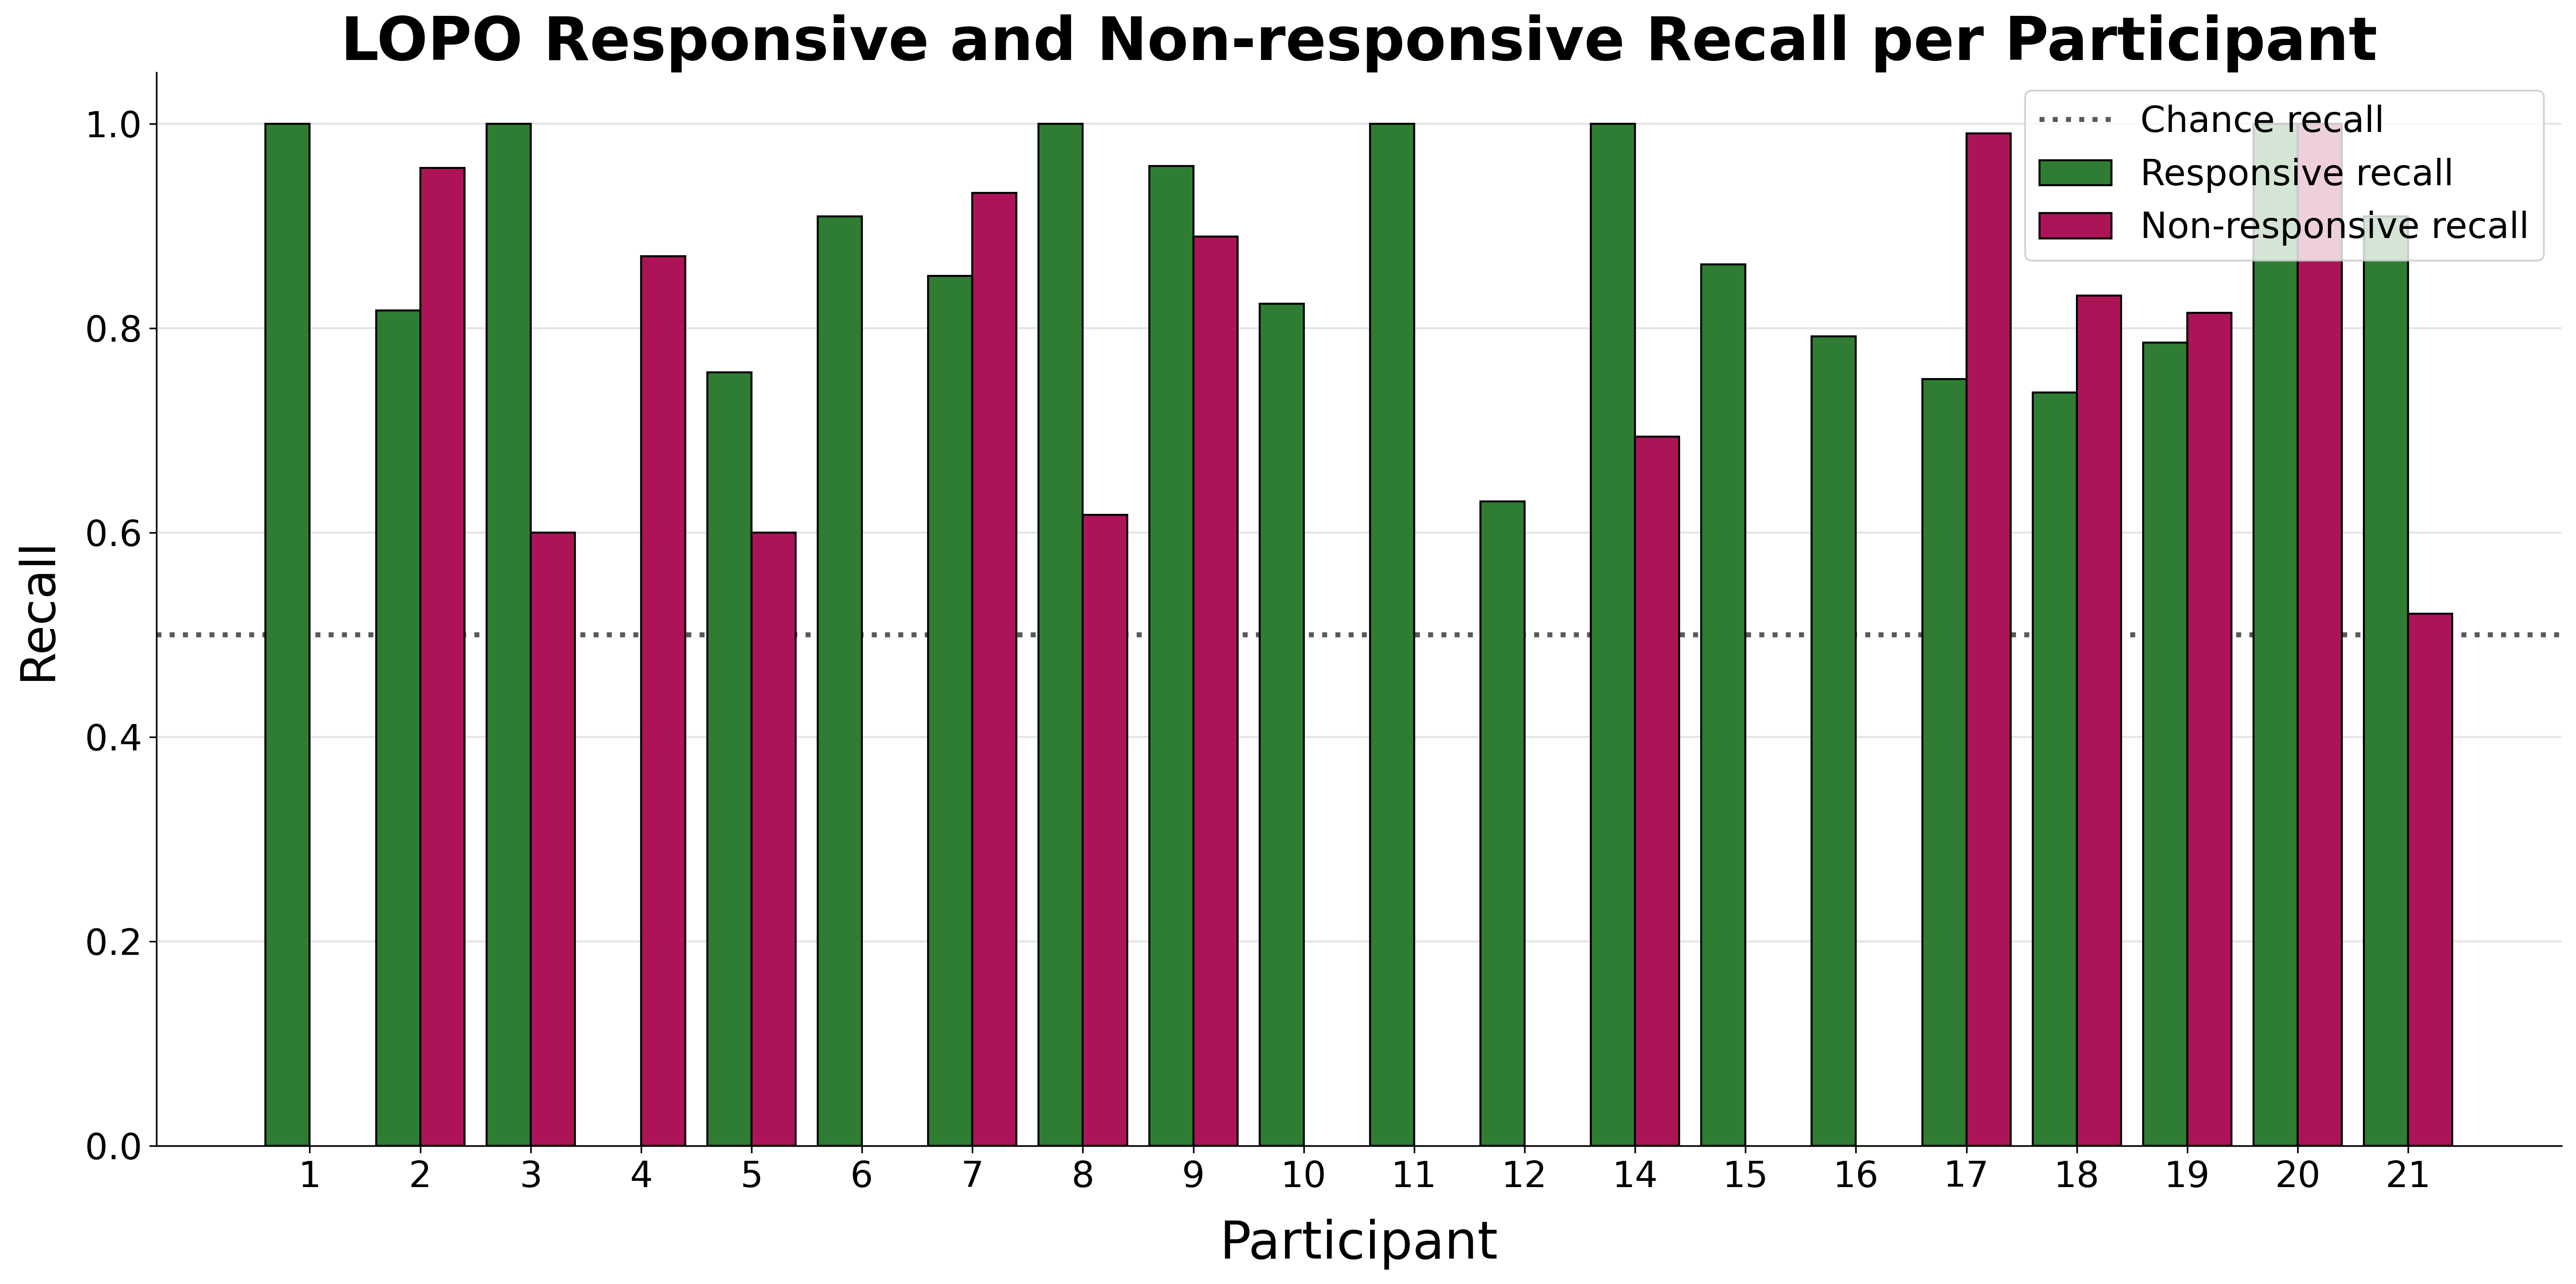 LOPO Responsive and Non-responsive Recall per Participant
Chance recall
Responsive recall
Non-responsive recall
Recall
1.0
0.8
0.6
0.4
0.2
0.0
1 2 3 4 5 6 7 8 9 10 11 12 14 15 16 17 18 19 20 21
Participant